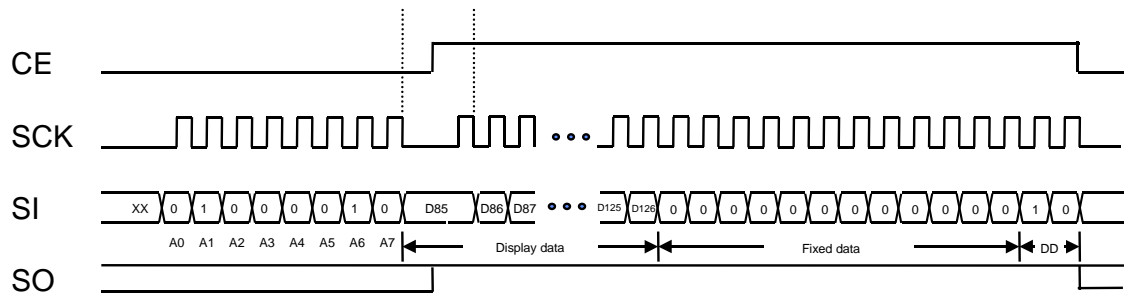 CE
SCK
SI XX 0 1 0 0 0 0 1 0 D85 D86 D87 ••• D125 D126 0 0 0 0 0 0 0 0 0 0 0 0 1 0
A0 A1 A2 A3 A4 A5 A6 A7 Display data Fixed data DD
SO